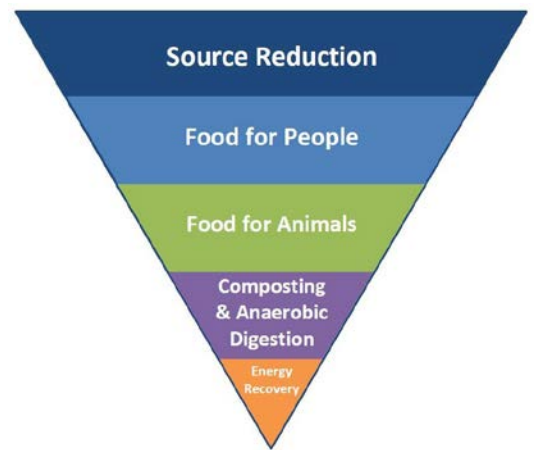 Source Reduction
Food for People
Food for Animals
Composting
& Anaerobic
Digestion
Energy
Recovery